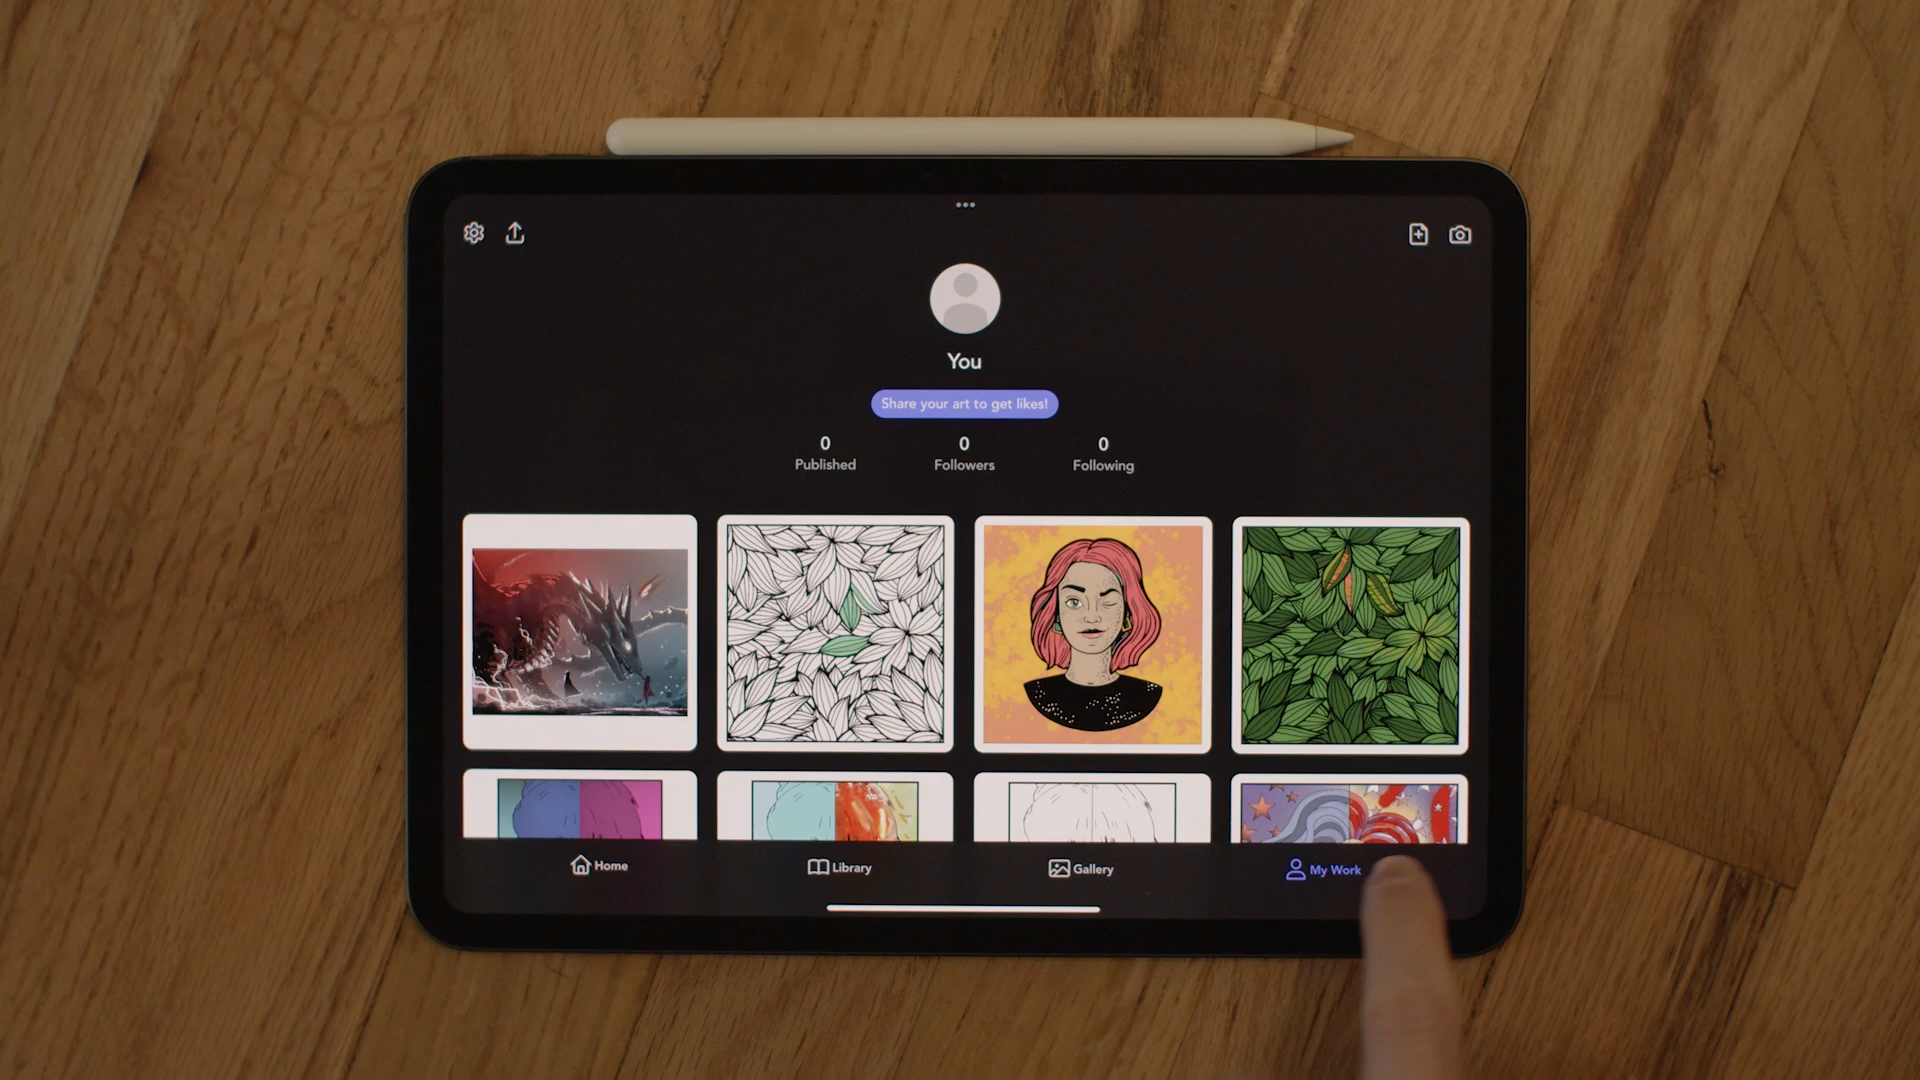 You
Share your art to get likes!
0
Published
0
Followers
0
Following
Home
Library
Gallery
My Work